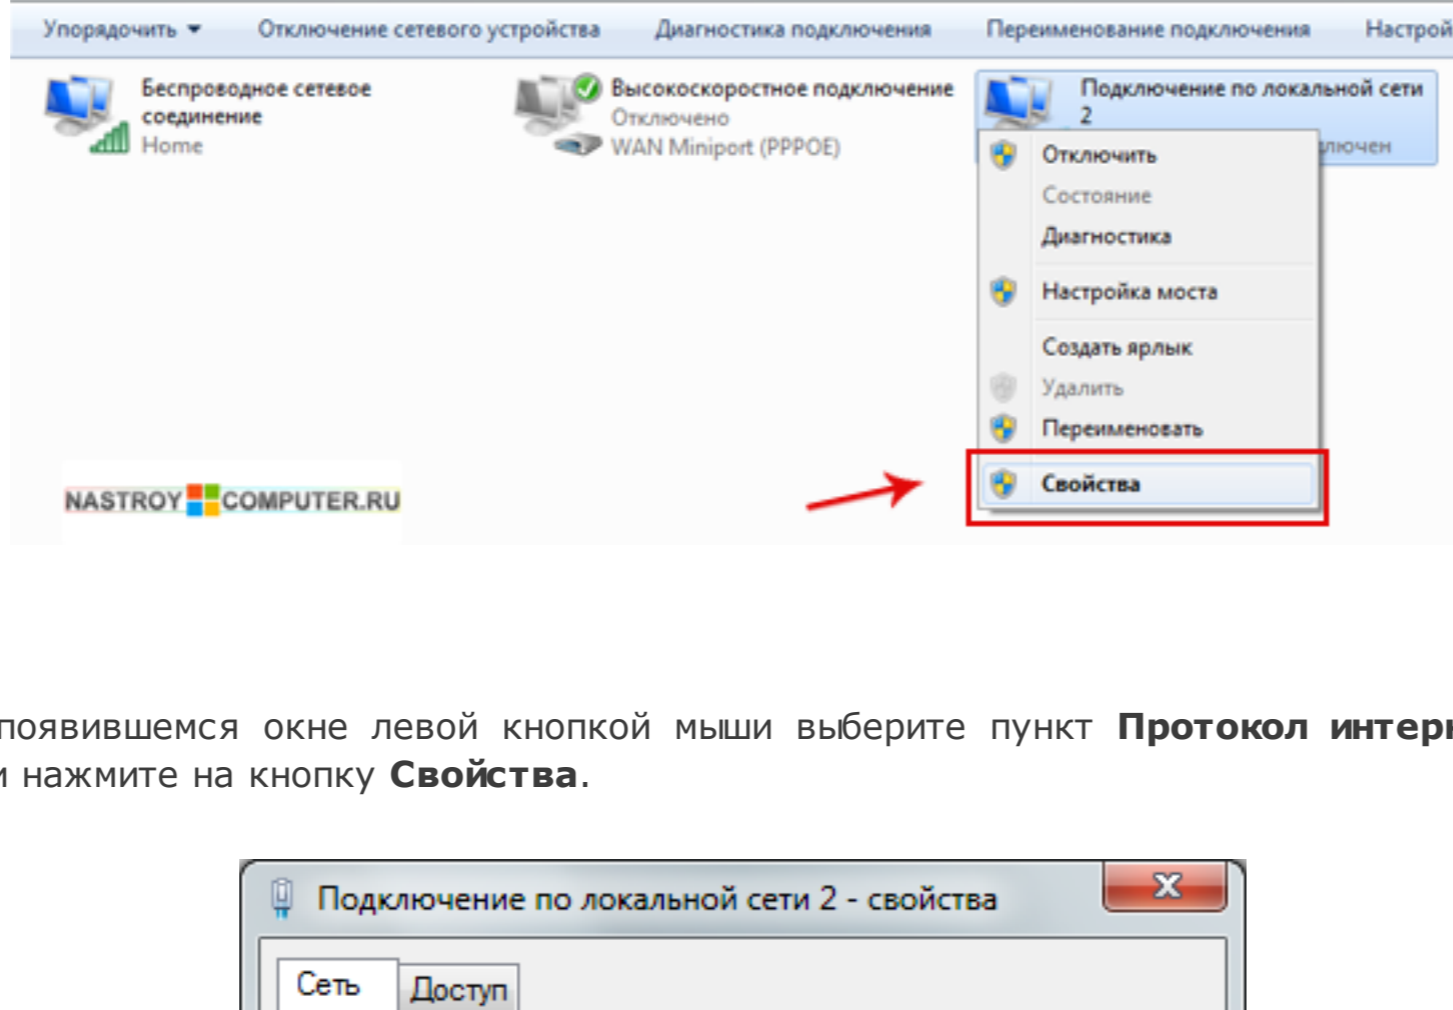 Упорядочить Отключение сетевого устройства Диагностика подключения Переименование подключения
Беспроводное сетевое
соединение
Home
Высокоскоростное подключение
Отключено
WAN Miniport (PPPOE)
Подключение по локальной сети
2
Отключить
Состояние
Диагностика
Настройка моста
Создать ярлык
Удалить
Переименовать
Свойства
NASTROY COMPUTER.RU
появившемся окне левой кнопкой мыши выберите пункт Протокол
и нажмите на кнопку Свойства.
Подключение по локальной сети 2 - свойства
Сеть Доступ